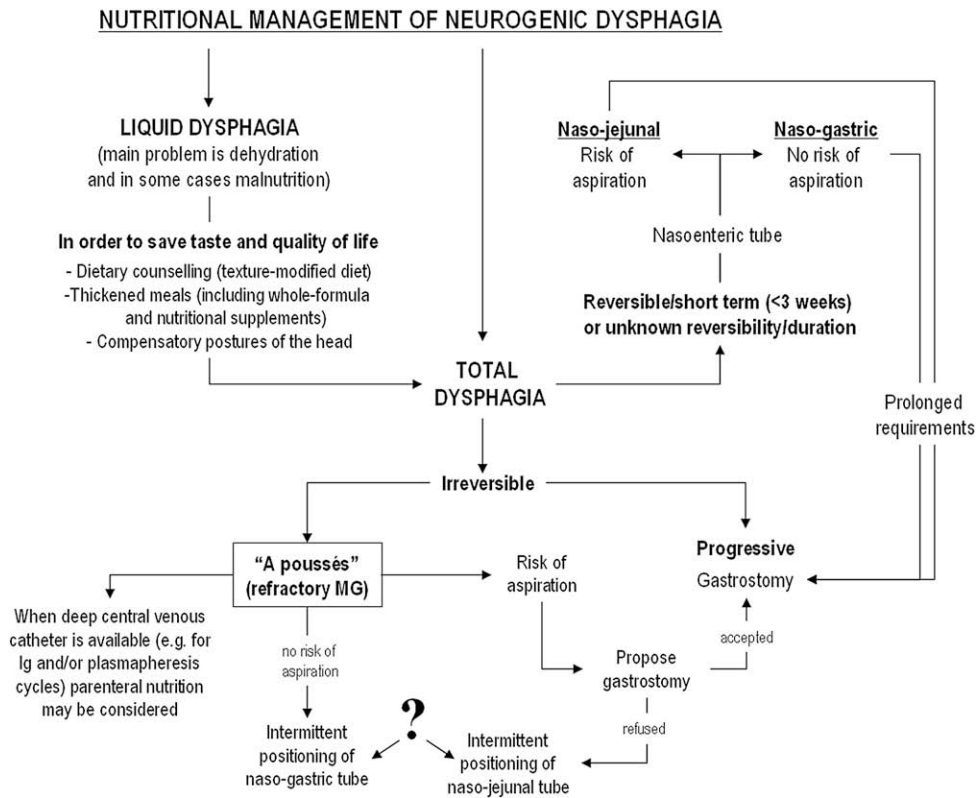 NUTRITIONAL MANAGEMENT OF NEUROGENIC DYSPHAGIA
LIQUID DYSPHAGIA
(main problem is dehydration
and in some cases malnutrition)
In order to save taste and quality of life
- Dietary counselling (texture-modified diet)
-Thickened meals (including whole-formula
and nutritional supplements)
- Compensatory postures of the head
Naso-jejunal
Risk of
aspiration
Naso-gastric
No risk of
aspiration
Nasoenteric tube
Reversible/short term (<3 weeks)
or unknown reversibility/duration
TOTAL
DYSPHAGIA
Prolonged
requirements
Irreversible
"A poussés"
(refractory MG)
Risk of
aspiration
Progressive
Gastrostomy
When deep central venous
catheter is available (e.g. for
Ig and/or plasmapheresis
cycles) parenteral nutrition
may be considered
no risk of
aspiration
Propose
gastrostomy
accepted
refused
?
Intermittent
positioning of
naso-gastric tube
Intermittent
positioning of
naso-jejunal tube